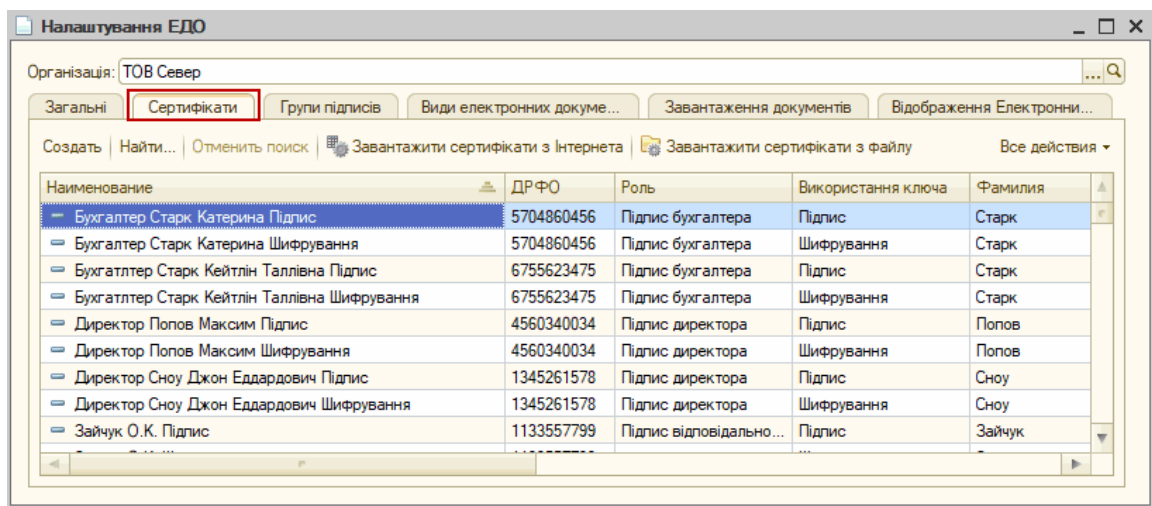 Налаштування ЕДО
Організація: ТОВ Север ...
Загальні Сертифікати Групи підписів Види електронних докуме... Завантаження документів Відображення Електронни...
Создать Найти... Отменить поиск Завантажити сертифікати з Інтернета Завантажити сертифікати з файлу Все действия
Наименование ДРФО Роль Використання ключа Фамилия
Бухгалтер Старк Катерина Підпис 5704860456 Підпис бухгалтера Підпис Старк
Бухгалтер Старк Катерина Шифрування 5704860456 Підпис бухгалтера Шифрування Старк
Бухгатлтер Старк Кейтлін Таллівна Підпис 6755623475 Підпис бухгалтера Підпис Старк
Бухгатлтер Старк Кейтлін Таллівна Шифрування 6755623475 Підпис бухгалтера Шифрування Старк
Директор Попов Максим Підпис 4560340034 Підпис директора Підпис Попов
Директор Попов Максим Шифрування 4560340034 Підпис директора Шифрування Попов
Директор Сноу Джон Еддардович Підпис 1345261578 Підпис директора Підпис Сноу
Директор Сноу Джон Еддардович Шифрування 1345261578 Підпис директора Шифрування Сноу
Зайчук О.К. Підпис 1133557799 Підпис відповідально... Підпис Зайчук